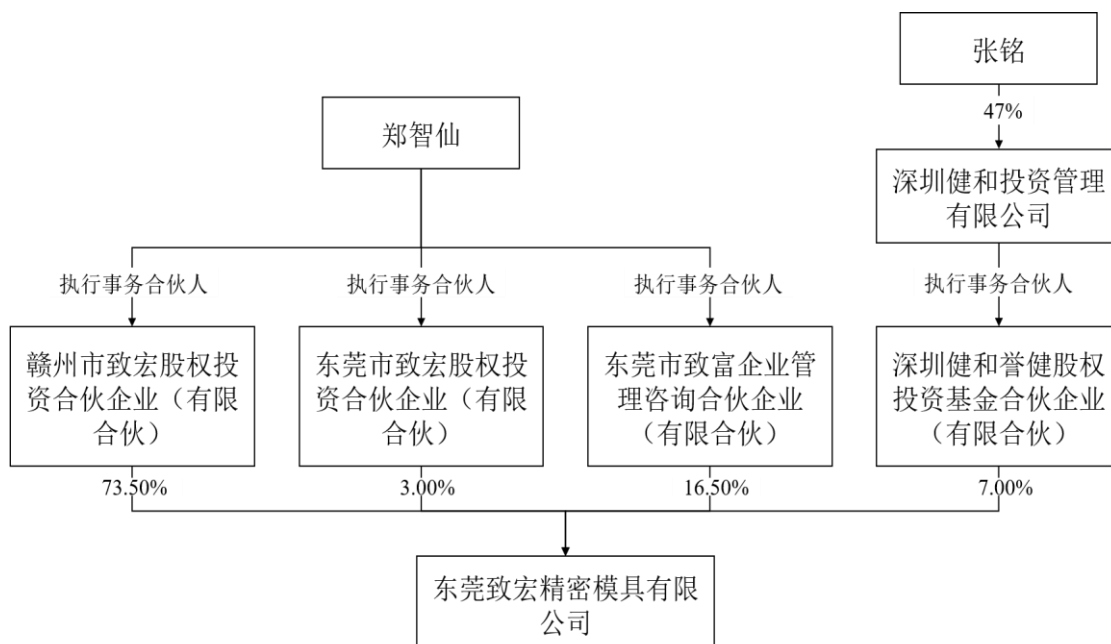 张铭
47%
郑智仙
深圳健和投资管理
有限公司
执行事务合伙人
执行事务合伙人
执行事务合伙人
执行事务合伙人
赣州市致宏股权投
资合伙企业（有限
合伙）
东莞市致宏股权投
资合伙企业（有限
合伙）
东莞市致富企业管
理咨询合伙企业
（有限合伙）
深圳健和誉健股权
投资基金合伙企业
（有限合伙）
73.50%
3.00%
16.50%
7.00%
东莞致宏精密模具有限
公司